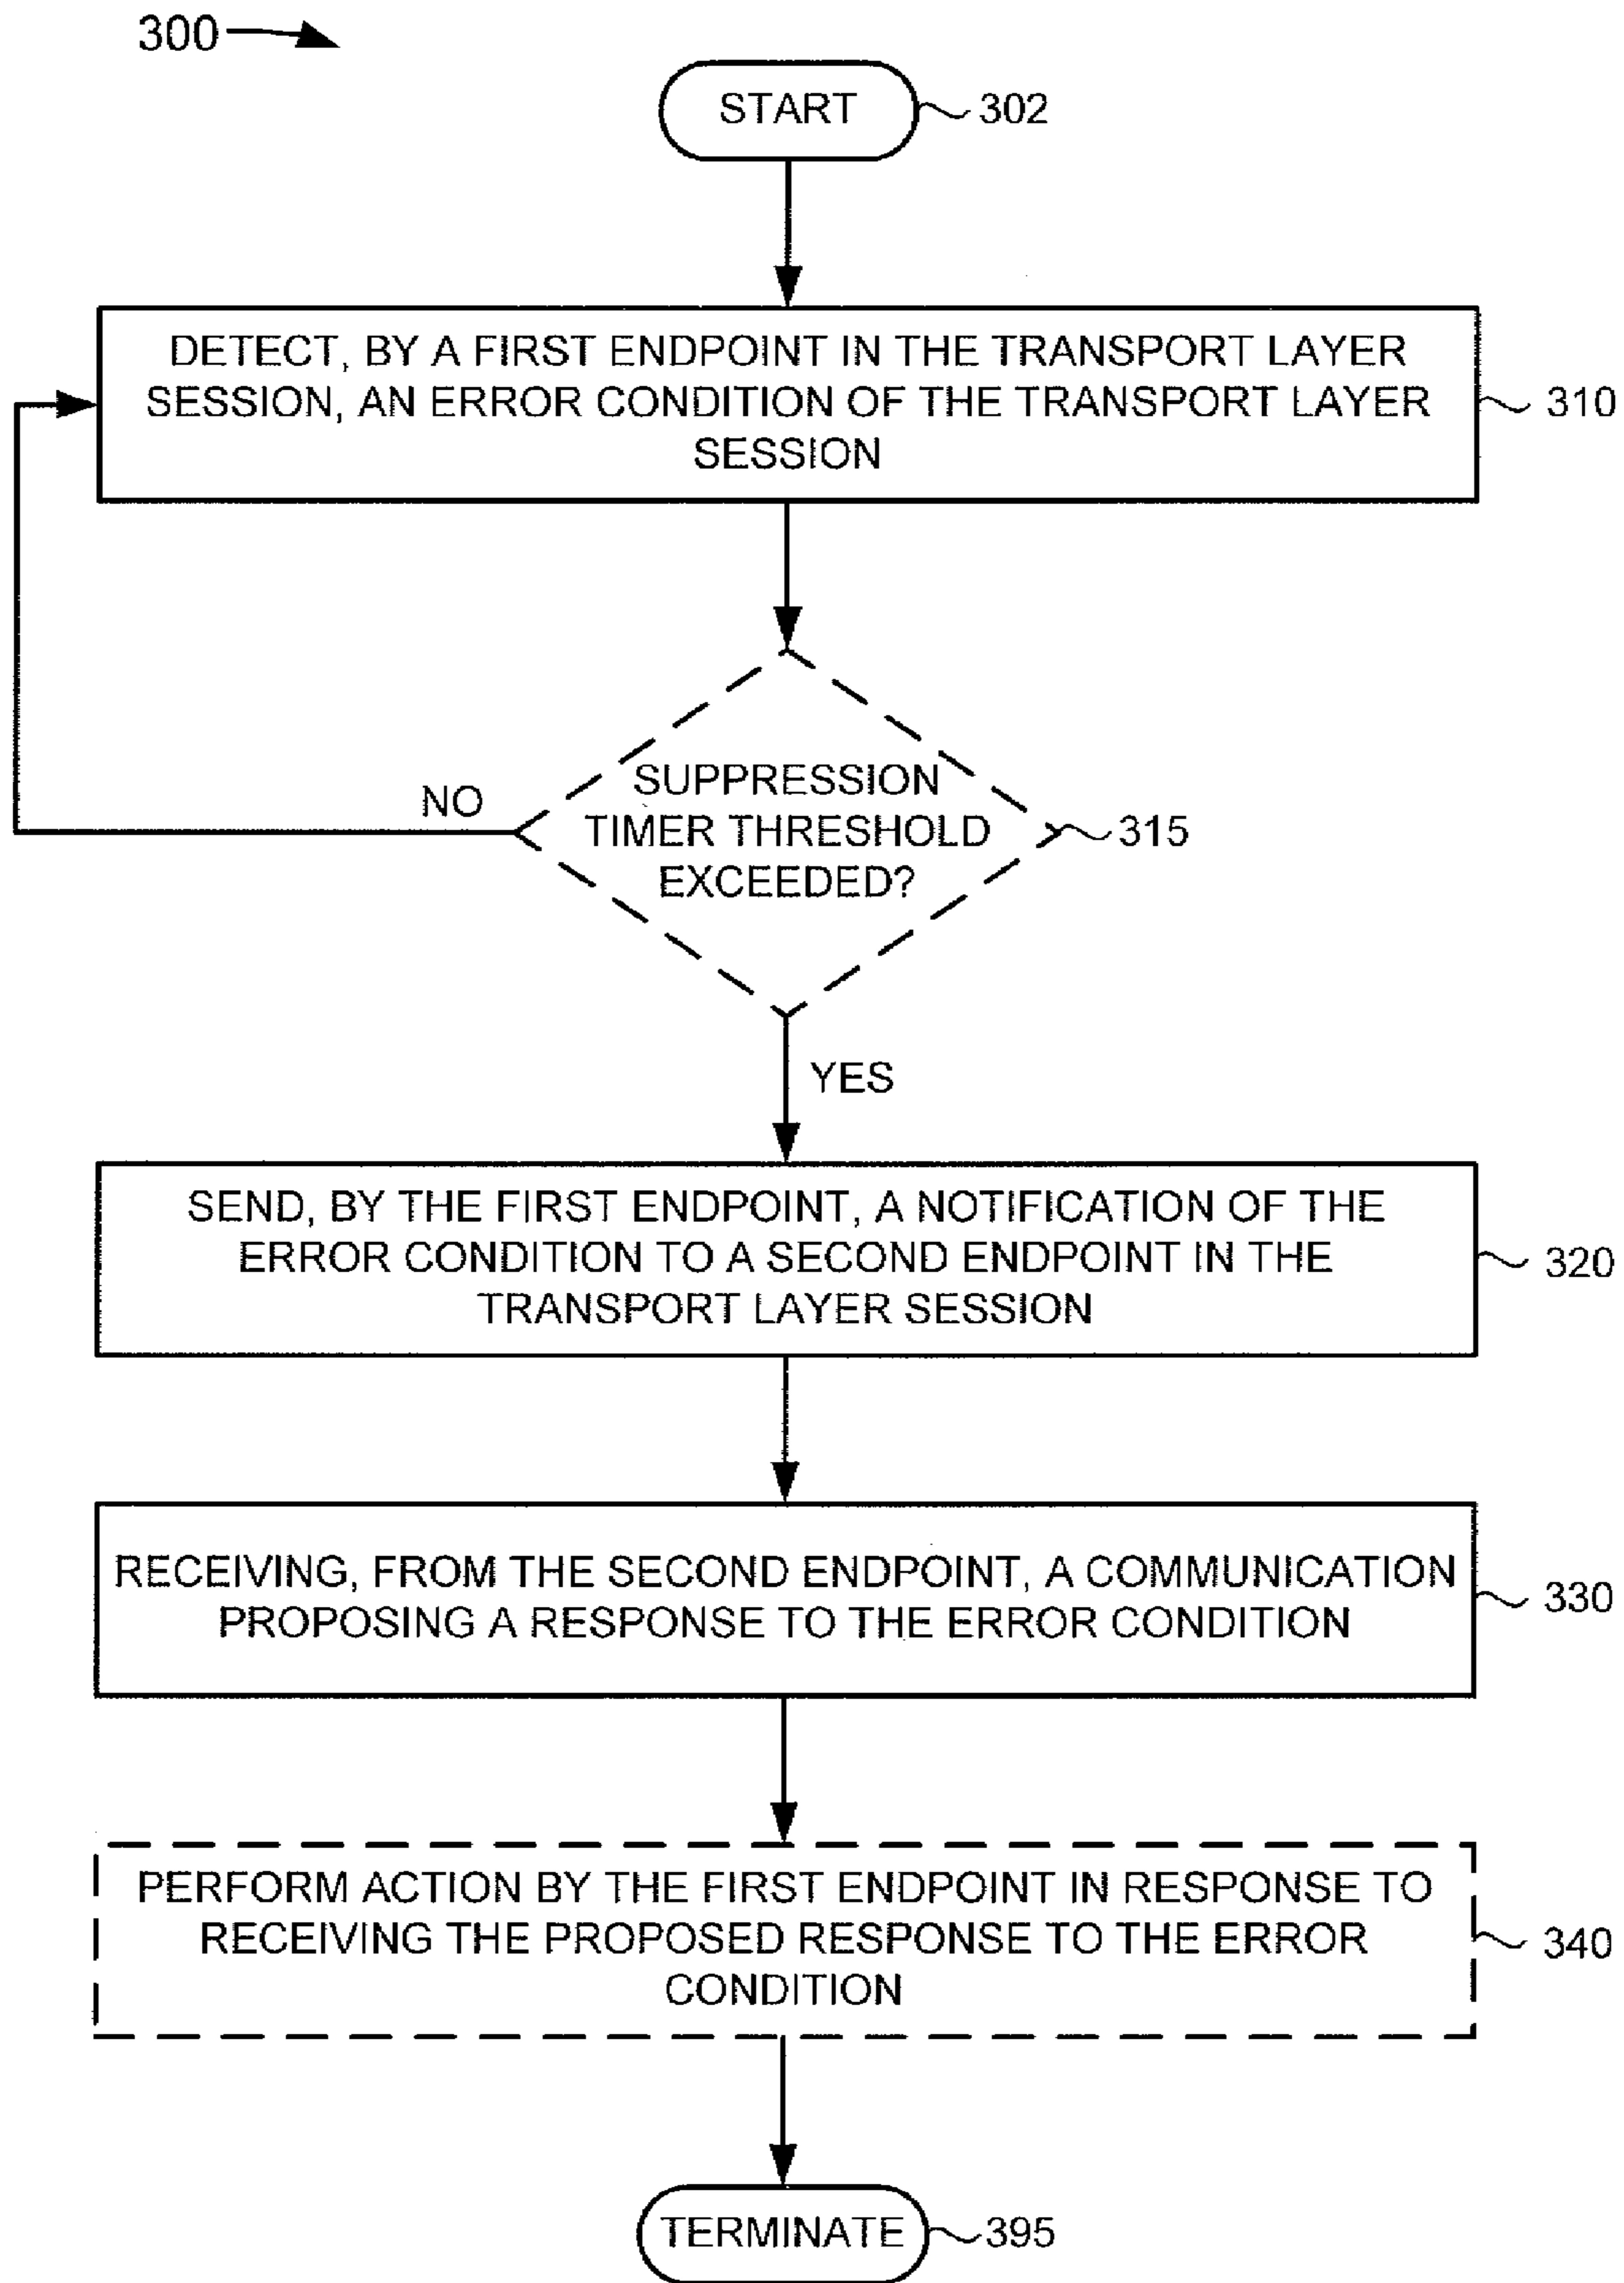 300
START
302
DETECT, BY A FIRST ENDPOINT IN THE TRANSPORT LAYER
SESSION, AN ERROR CONDITION OF THE TRANSPORT LAYER
SESSION
310
SUPPRESSION
TIMER THRESHOLD
EXCEEDED?
NO
315
YES
SEND, BY THE FIRST ENDPOINT, A NOTIFICATION OF THE
ERROR CONDITION TO A SECOND ENDPOINT IN THE
TRANSPORT LAYER SESSION
320
RECEIVING, FROM THE SECOND ENDPOINT, A COMMUNICATION
PROPOSING A RESPONSE TO THE ERROR CONDITION
330
PERFORM ACTION BY THE FIRST ENDPOINT IN RESPONSE TO
RECEIVING THE PROPOSED RESPONSE TO THE ERROR
CONDITION
340
TERMINATE
395